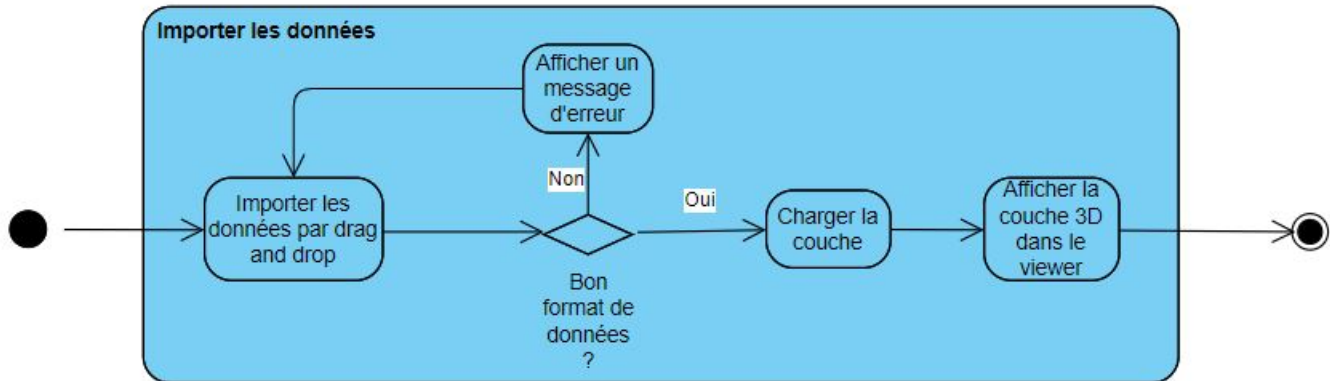 Importer les données
Afficher un
message
d'erreur
Non
Oui
Importer les
données par drag
and drop
Bon
format de
données
?
Charger la
couche
Afficher la
couche 3D
dans le
viewer